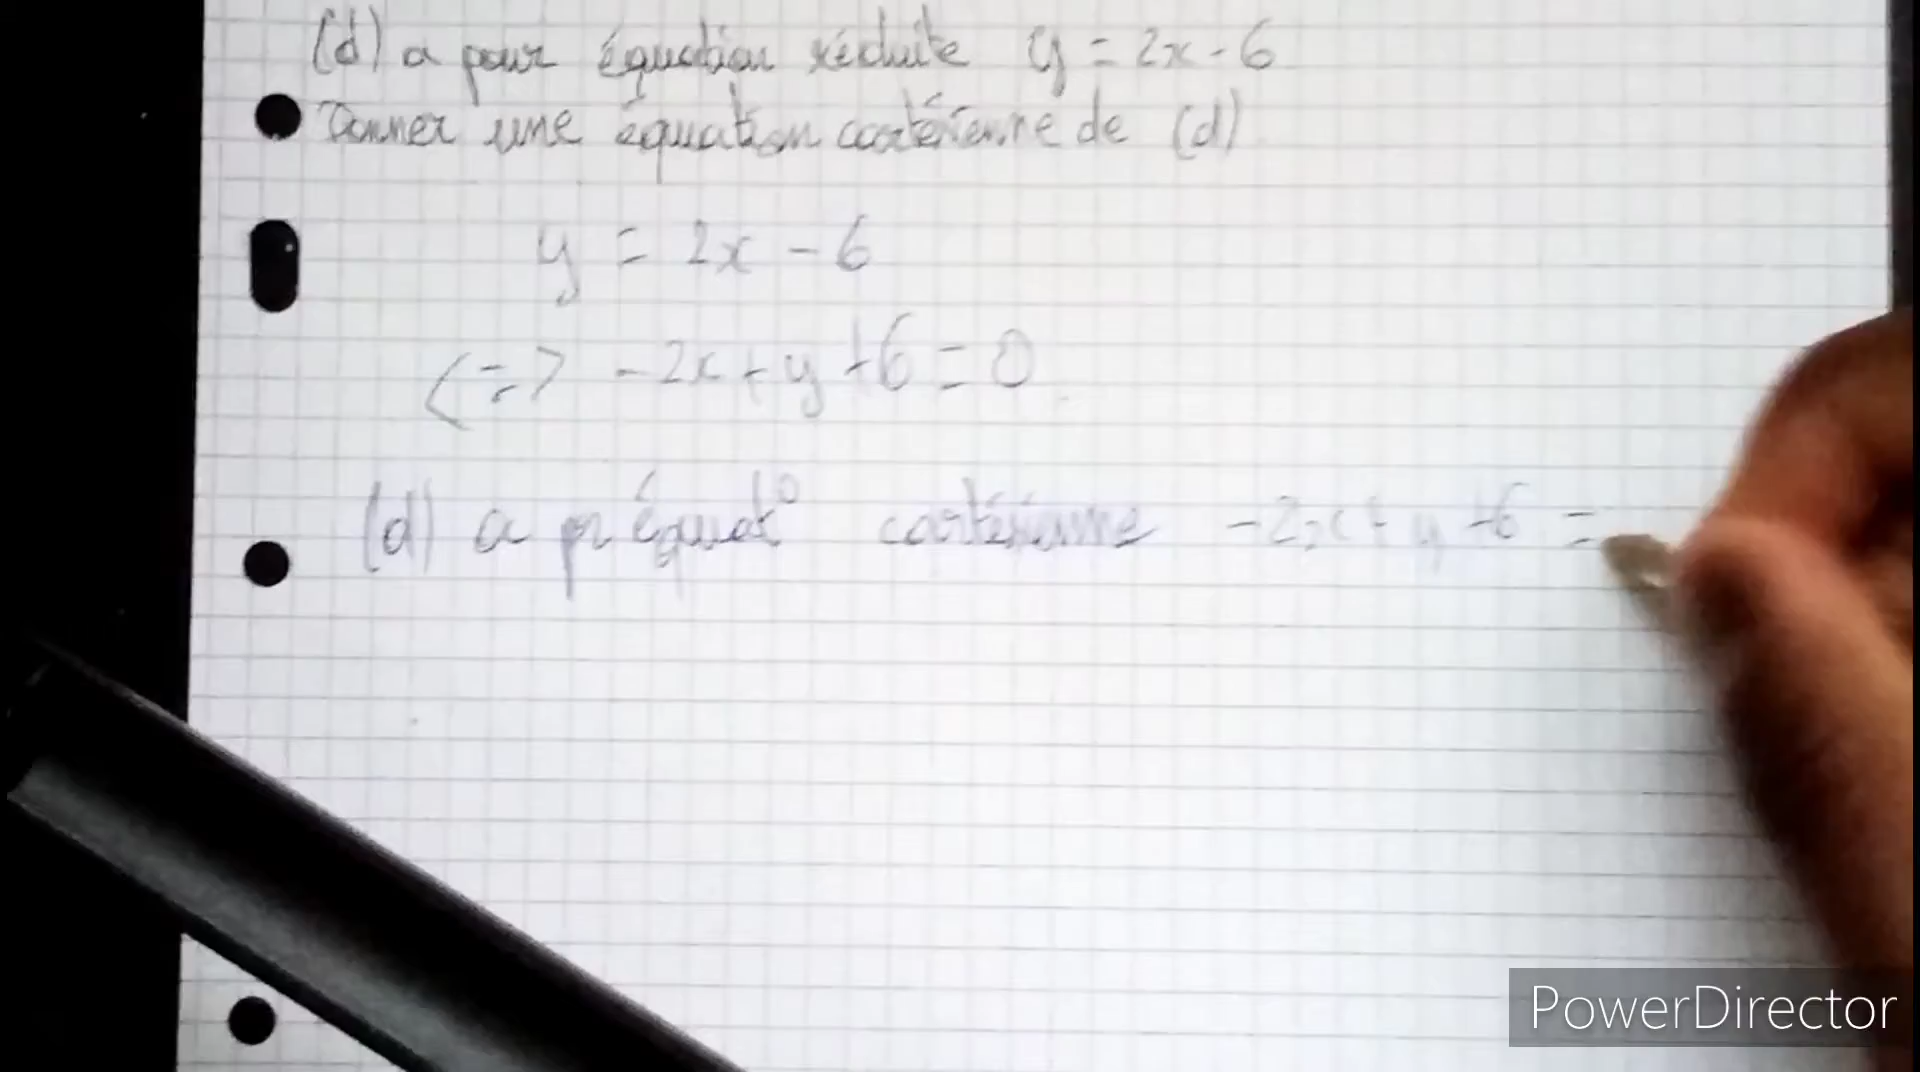 (d) a pour équation réduite y = 2x - 6
Donner une équation cartésienne de (d)
y = 2x - 6
<=> -2x + y + 6 = 0
(d) a pr équat° cartésienne -2x + y + 6 =
PowerDirector